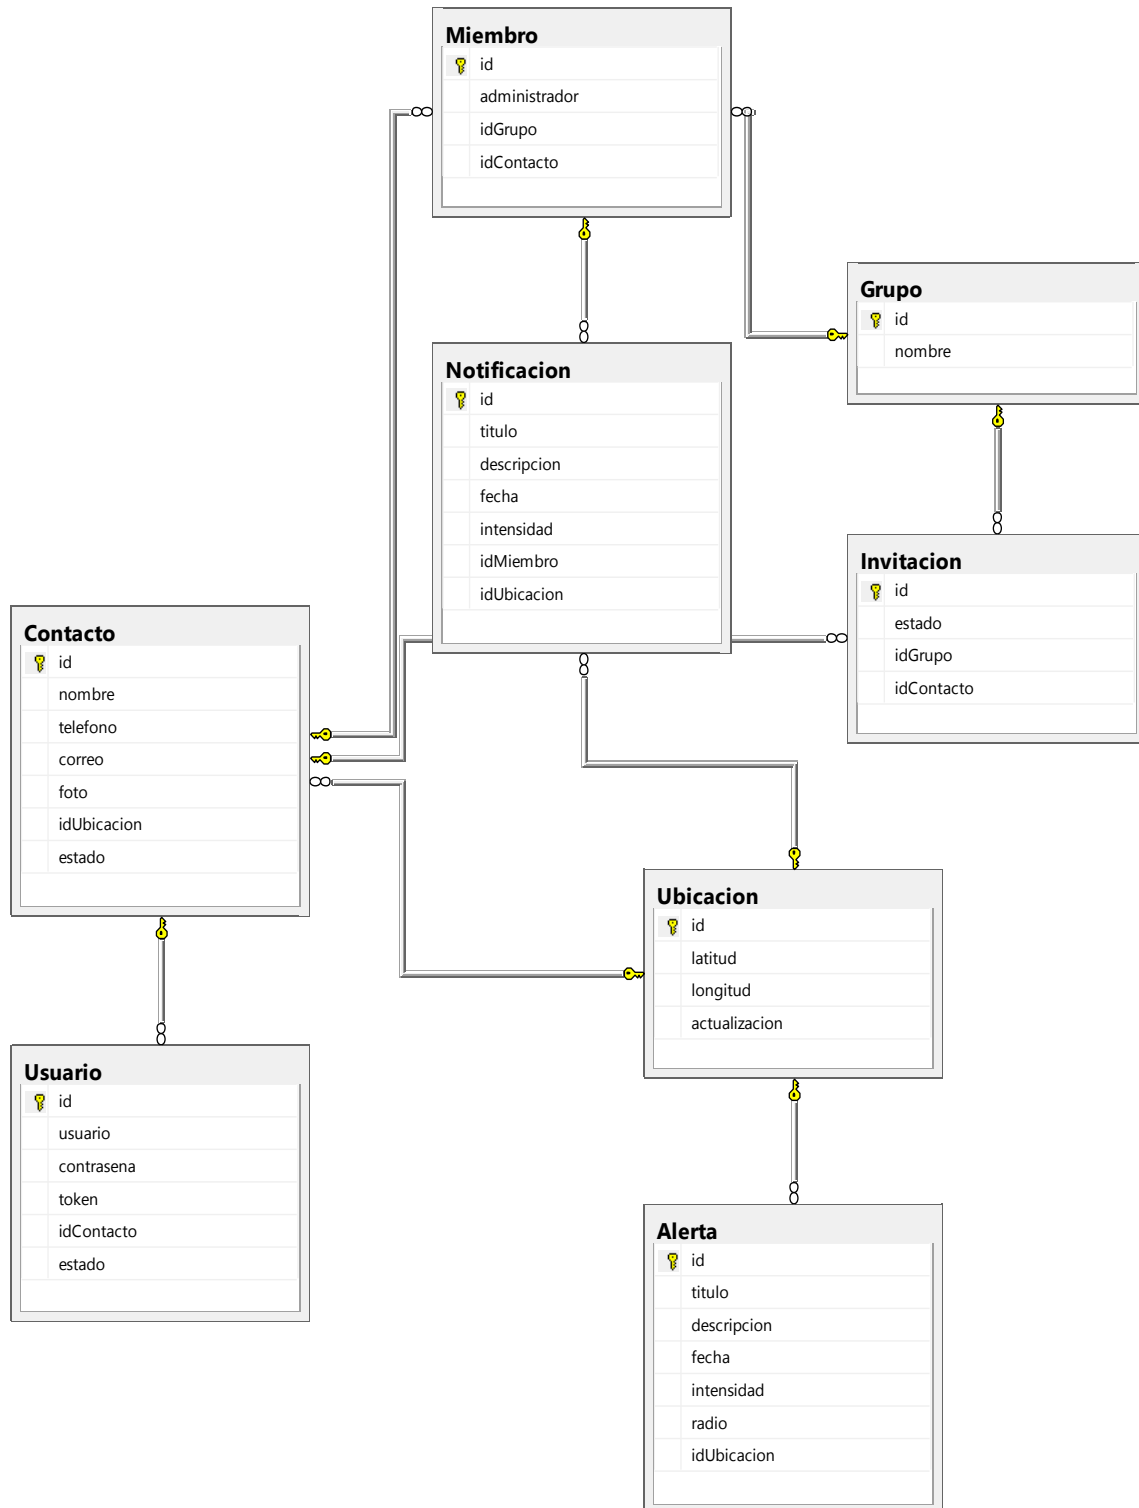 Miembro
id
administrador
idGrupo
idContacto
Grupo
id
nombre
Notificacion
id
titulo
descripcion
fecha
intensidad
idMiembro
idUbicacion
Invitacion
id
estado
idGrupo
idContacto
Contacto
id
nombre
telefono
correo
foto
idUbicacion
estado
Ubicacion
id
latitud
longitud
actualizacion
Usuario
id
usuario
contrasena
token
idContacto
estado
Alerta
id
titulo
descripcion
fecha
intensidad
radio
idUbicacion